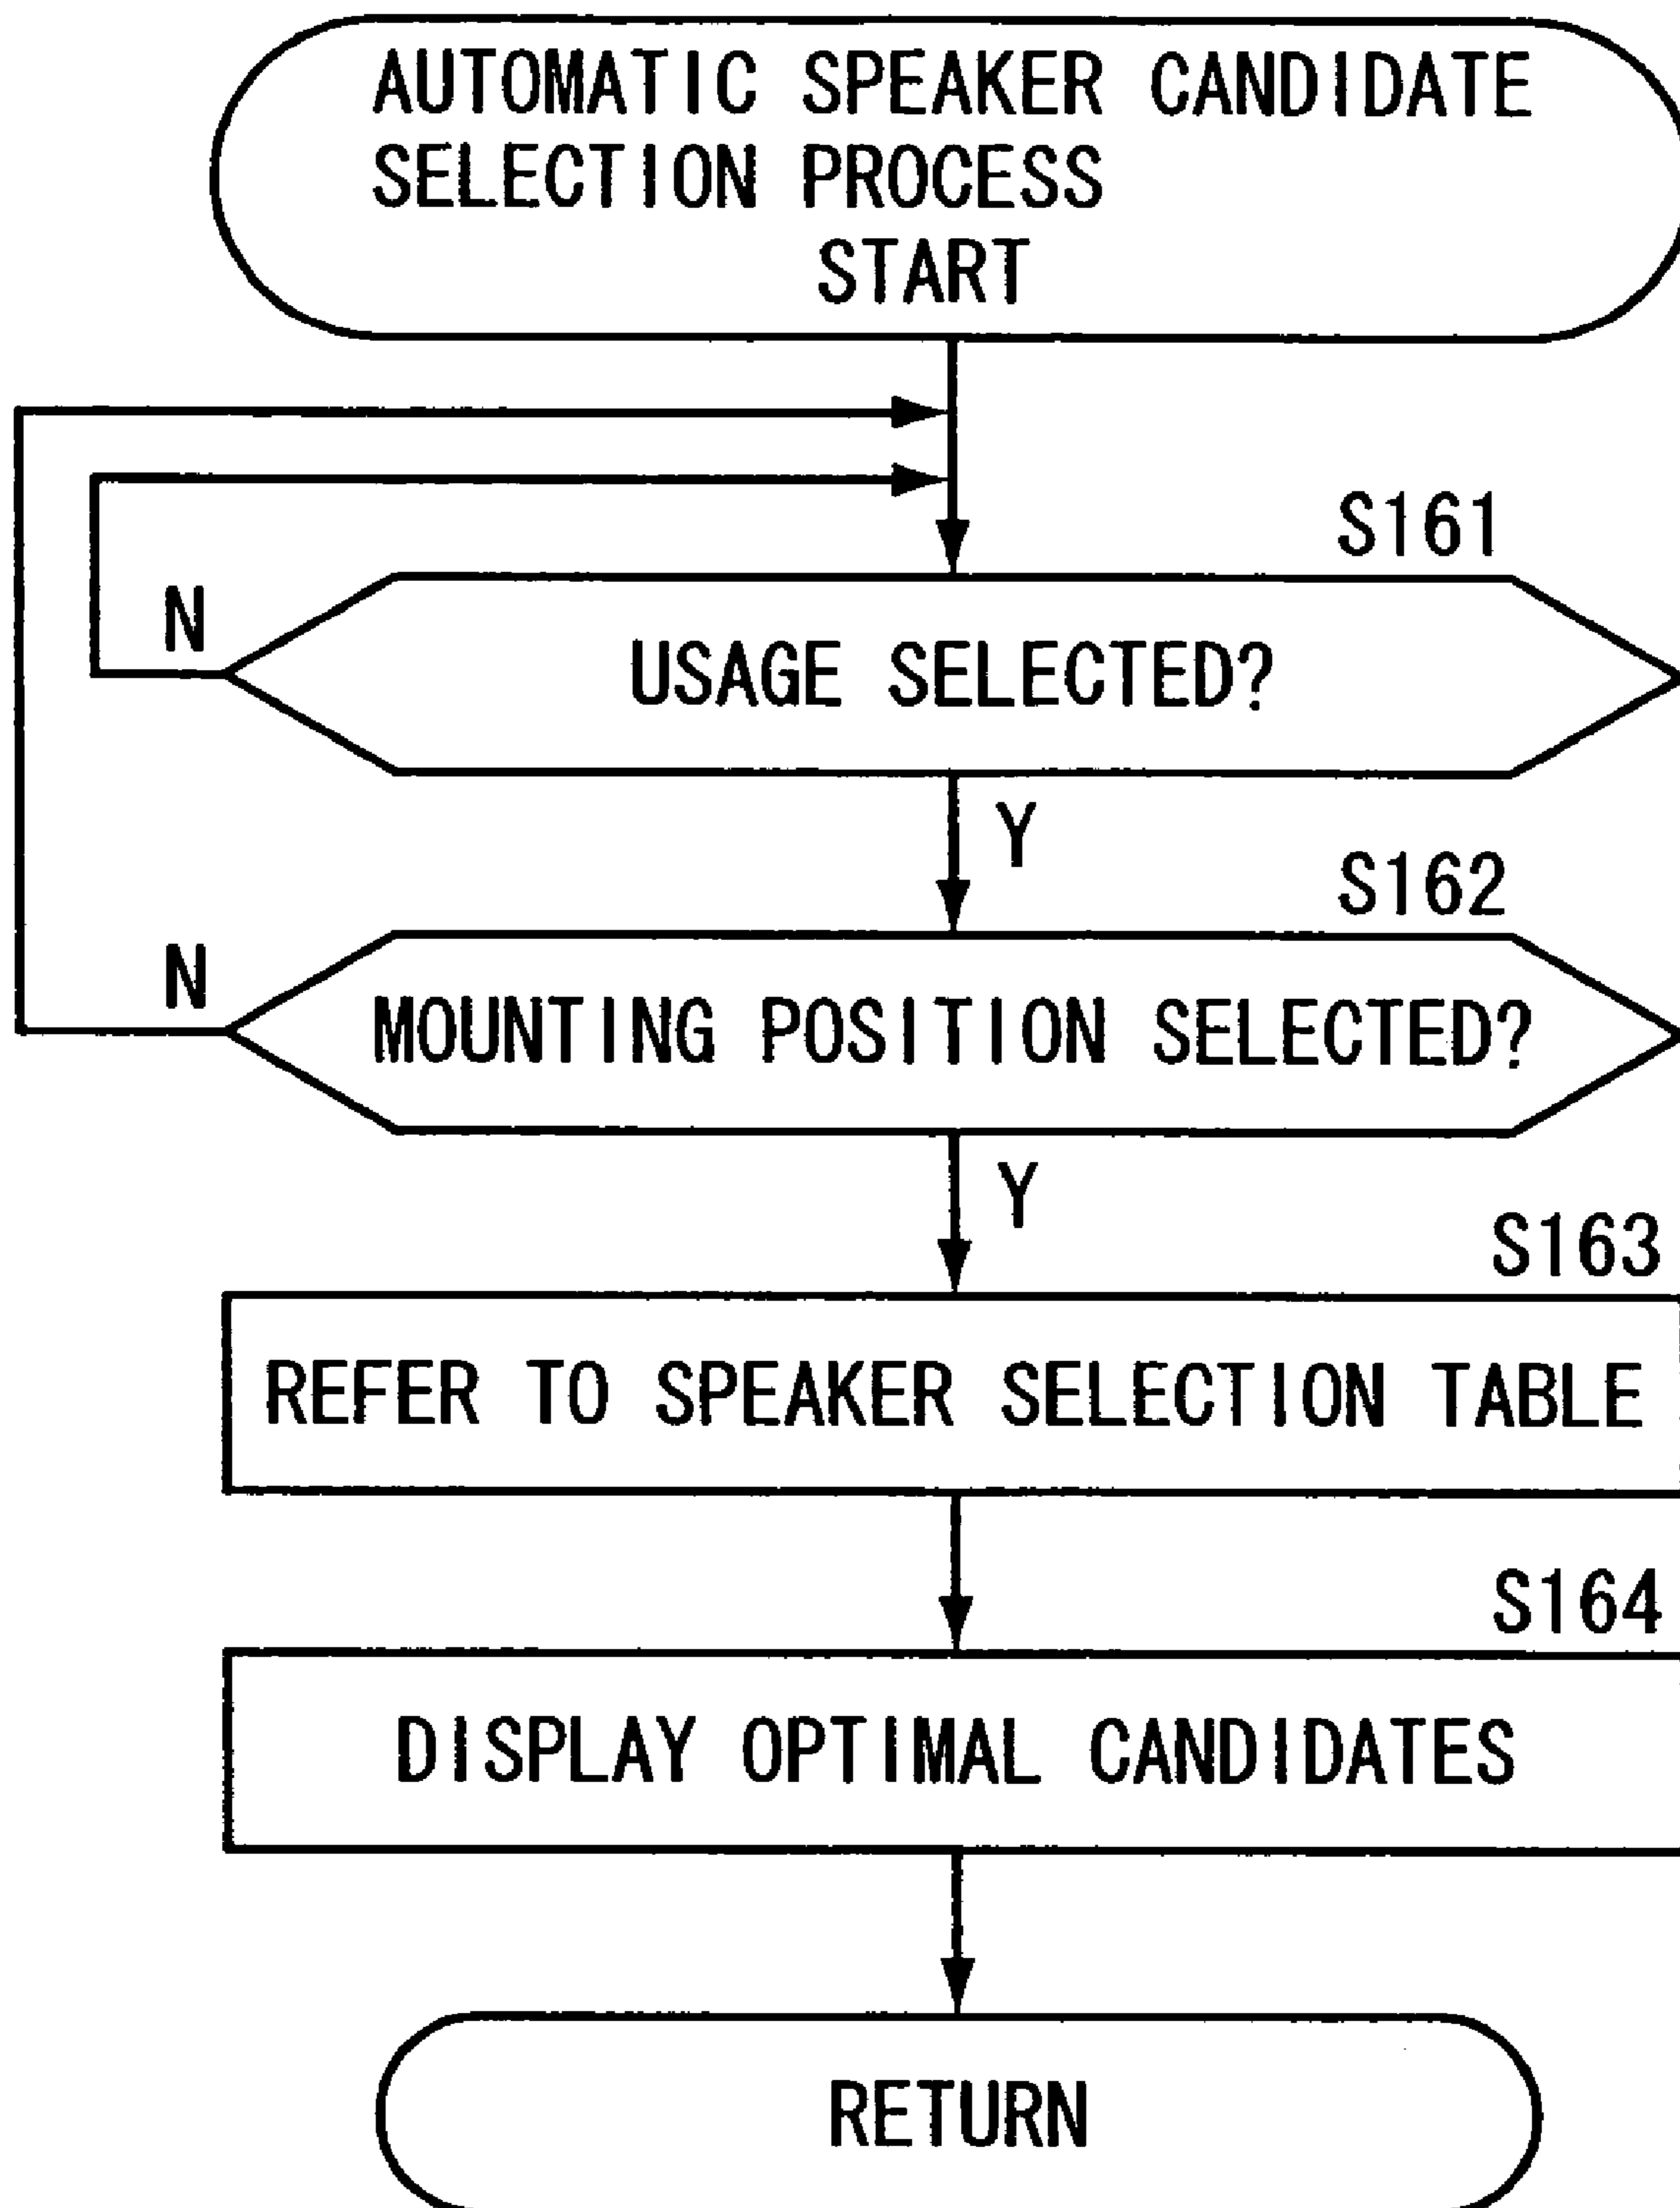 AUTOMATIC SPEAKER CANDIDATE
SELECTION PROCESS
START
S161
N
USAGE SELECTED?
Y
S162
N
MOUNTING POSITION SELECTED?
Y
S163
REFER TO SPEAKER SELECTION TABLE
S164
DISPLAY OPTIMAL CANDIDATES
RETURN